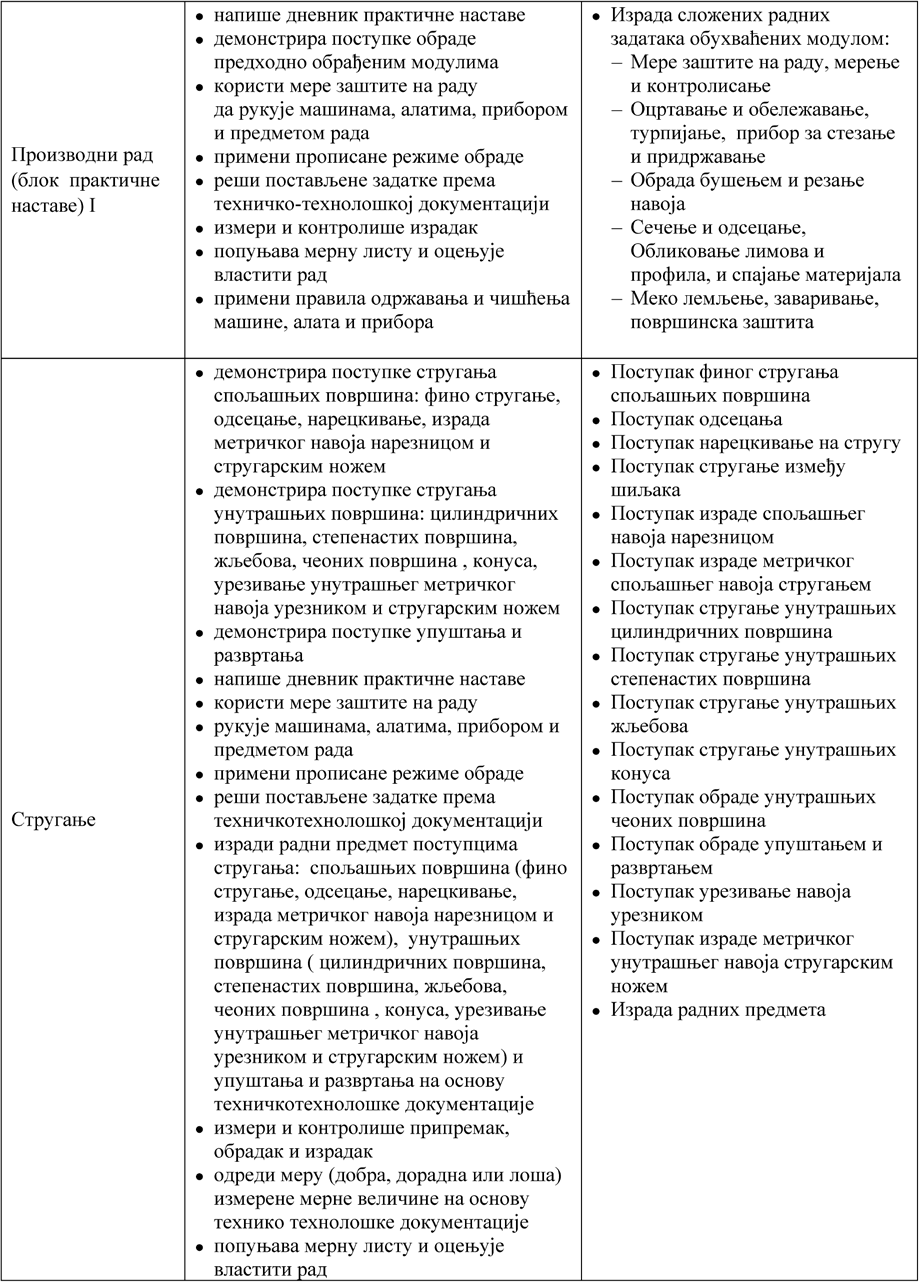 Производни рад
(блок практичне
наставе) I
• напише дневник практичне наставе
• демонстрира поступке обраде
предходно обрађеним модулима
• користи мере заштите на раду
да рукује машинама, алатима, прибором
и предметом рада
• примени прописане режиме обраде
• реши постављене задатке према
техничко-технолошкој документацији
• измери и контролише израдак
• попуњава мерну листу и оцењује
властити рад
• примени правила одржавања и чишћења
машине, алата и прибора
• Израда сложених радних
задатака обухваћених модулом:
– Мере заштите на раду, мерење
и контролисање
– Оцртавање и обележавање,
турпијање, прибор за стезање
и придржавање
– Обрада бушењем и резање
навоја
– Сечење и одсецање,
Обликовање лимова и
профила, и спајање материјала
– Меко лемљење, заваривање,
површинска заштита
Стругање
• демонстрира поступке стругања
спољашњих површина: фино стругање,
одсецање, нарецкивање, израда
метричког навоја нарезницом и
стругарским ножем
• демонстрира поступке стругања
унутрашњих површина: цилиндричних
површина, степенастих површина,
жљебова, чеоних површина , конуса,
урезивање унутрашњег метричког
навоја урезником и стругарским ножем
• демонстрира поступке упуштања и
развртања
• напише дневник практичне наставе
• користи мере заштите на раду
• рукује машинама, алатима, прибором и
предметом рада
• примени прописане режиме обраде
• реши постављене задатке према
техничкотехнолошкој документацији
• изради радни предмет поступцима
стругања: спољашњих површина (фино
стругање, одсецање, нарецкивање,
израда метричког навоја нарезницом и
стругарским ножем), унутрашњих
површина ( цилиндричних површина,
степенастих површина, жљебова,
чеоних површина , конуса, урезивање
унутрашњег метричког навоја
урезником и стругарским ножем) и
упуштања и развртања на основу
техничкотехнолошке документације
• измери и контролише припремак,
обрадак и израдак
• одреди меру (добра, дорадна или лоша)
измерене мерне величине на основу
технико технолошке документације
• попуњава мерну листу и оцењује
властити рад
• Поступак финог стругања
спољашњих површина
• Поступак одсецања
• Поступак нарецкивање на стругу
• Поступак стругање између
шиљака
• Поступак израде спољашњег
навоја нарезницом
• Поступак израде метричког
спољашњег навоја стругањем
• Поступак стругање унутрашњих
цилиндричних површина
• Поступак стругање унутрашњих
степенастих површина
• Поступак стругање унутрашњих
жљебова
• Поступак стругање унутрашњих
конуса
• Поступак обраде унутрашњих
чеоних површина
• Поступак обраде упуштањем и
развртањем
• Поступак урезивање навоја
урезником
• Поступак израде метричког
унутрашњег навоја стругарским
ножем
• Израда радних предмета